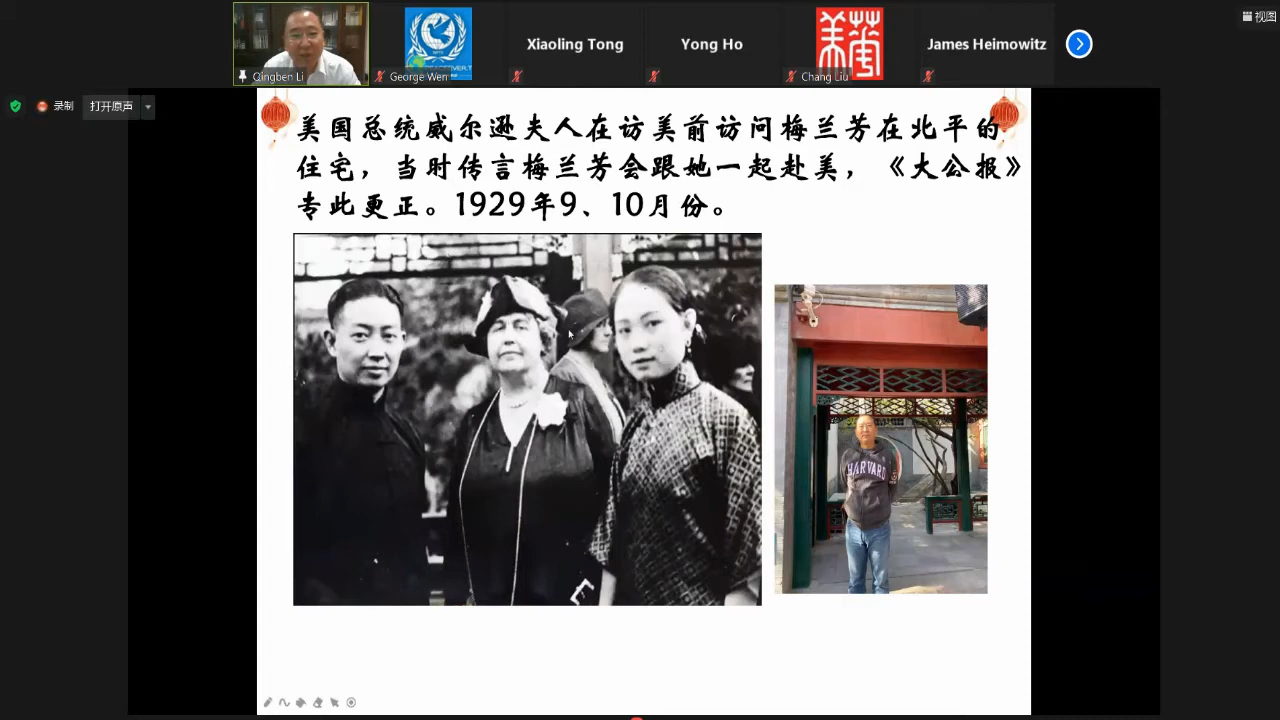 视图
Xiaoling Tong
Yong Ho
James Heimowitz
Qingben Li
George Wen
Chang Liu
录制
打开原声
美国总统威尔逊夫人在访美前访问梅兰芳在北平的
住宅，当时传言梅兰芳会跟她一起赴美，《大公报》
专此更正。1929年9、10月份。
HARVARD